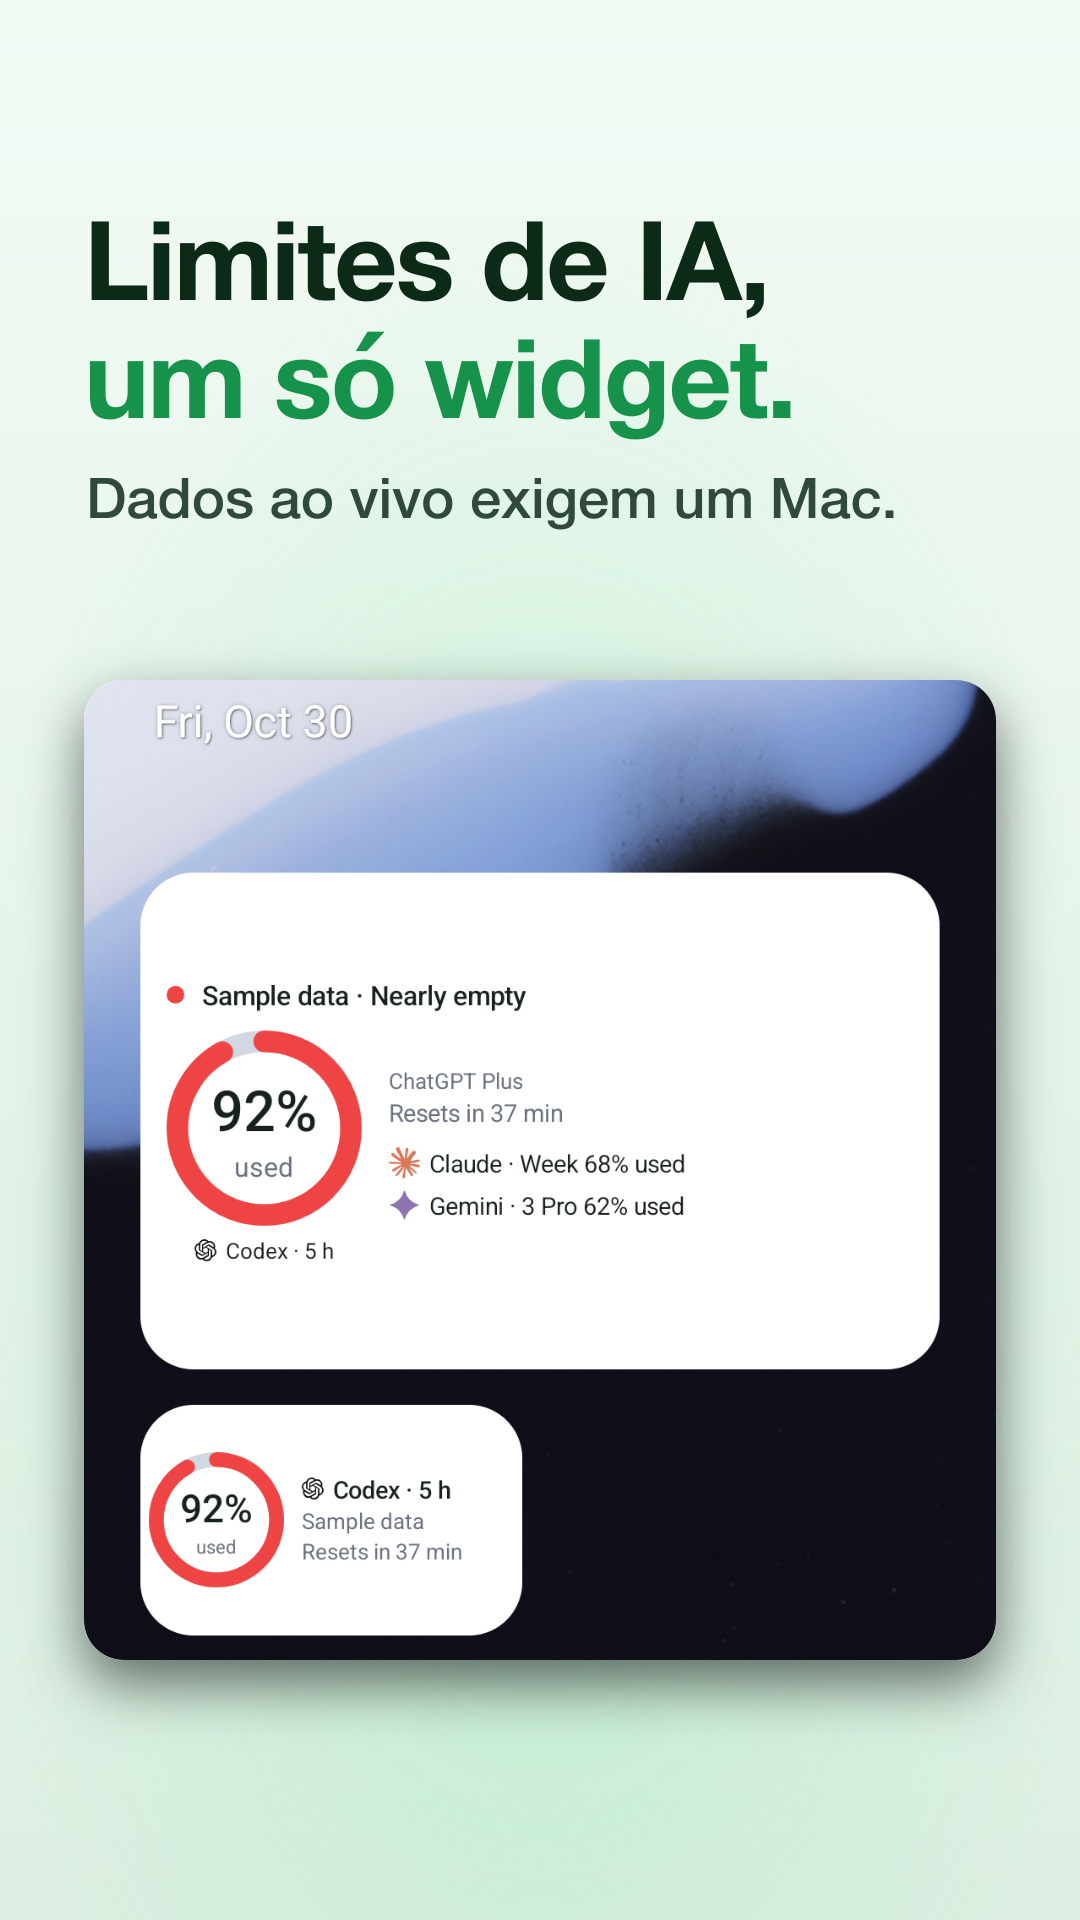 Limites de IA,
um só widget.
Dados ao vivo exigem um Mac.
Fri, Oct 30
Sample data · Nearly empty
92%
used
Codex · 5 h
ChatGPT Plus
Resets in 37 min
Claude · Week 68% used
Gemini · 3 Pro 62% used
92%
used
Codex · 5 h
Sample data
Resets in 37 min